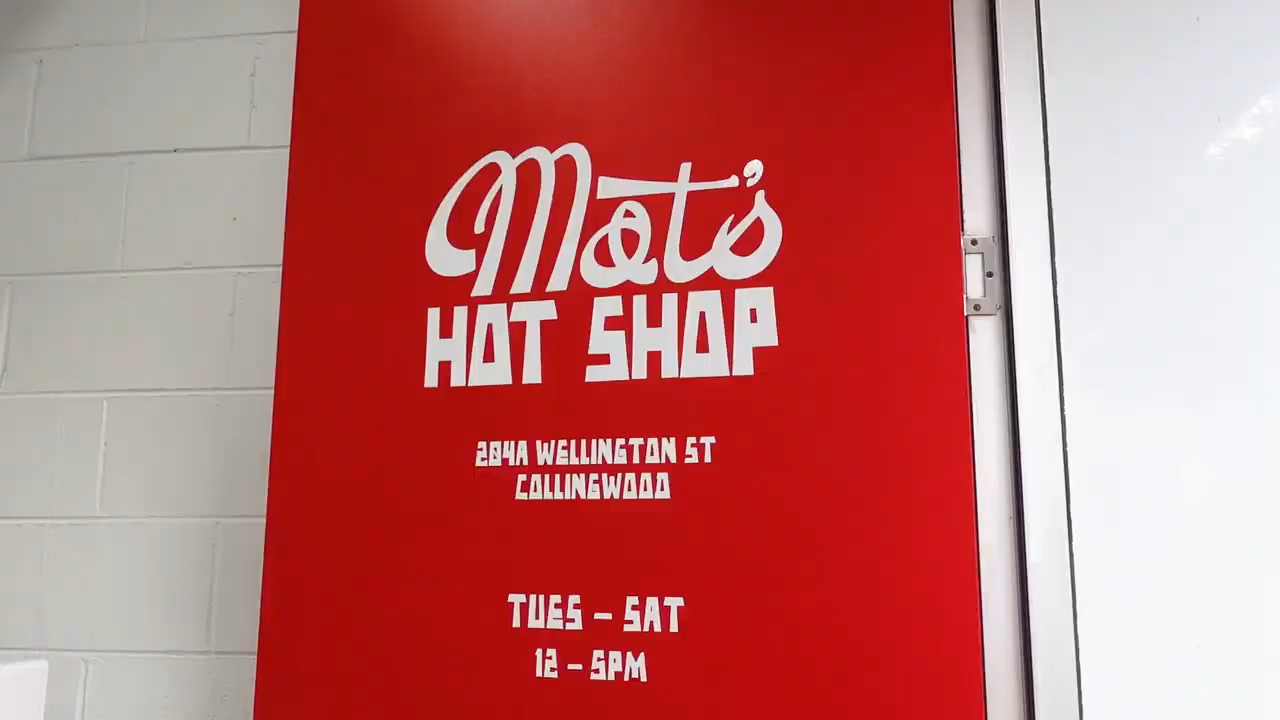 Mat's
HOT SHOP
204A WELLINGTON ST
COLLINGWOOD
TUES – SAT
12 – 5PM